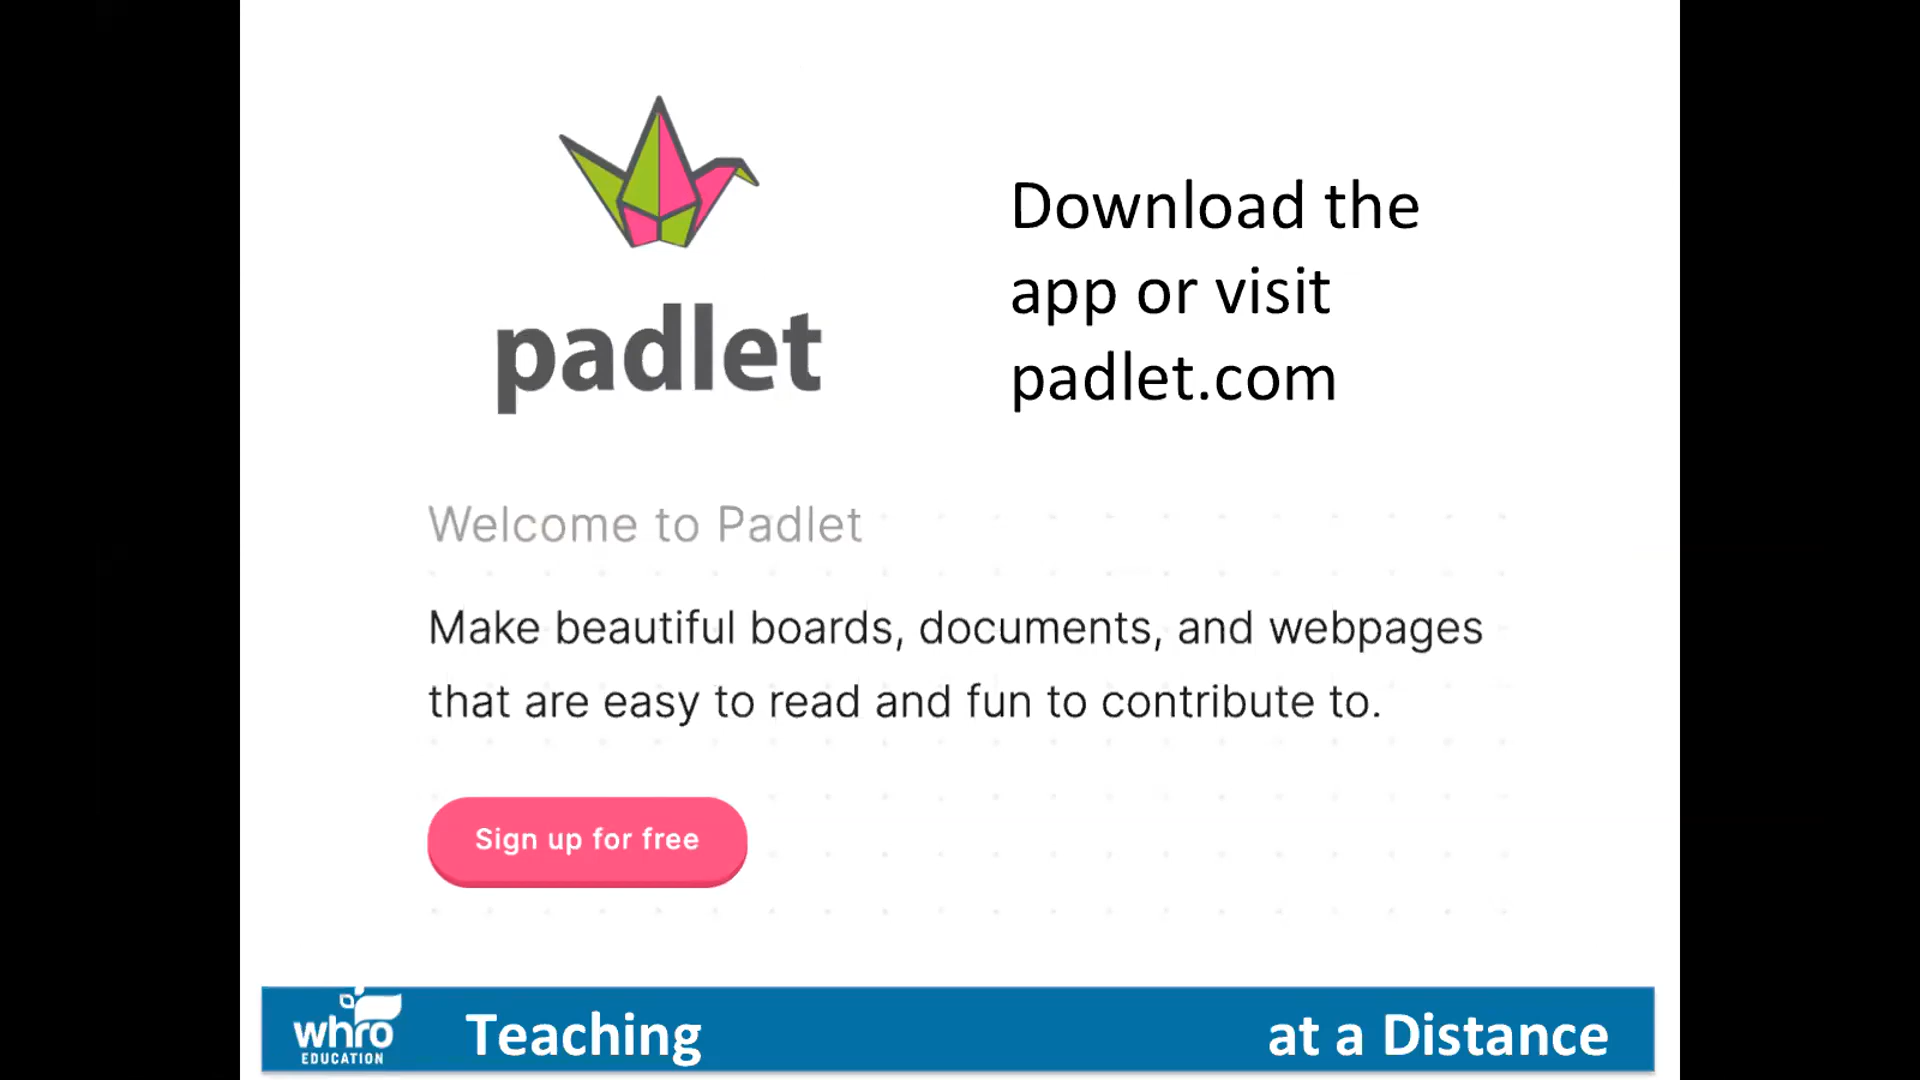 padlet
Download the
app or visit
padlet.com
Welcome to Padlet
Make beautiful boards, documents, and webpages
that are easy to read and fun to contribute to.
Sign up for free
whro
EDUCATION
Teaching at a Distance